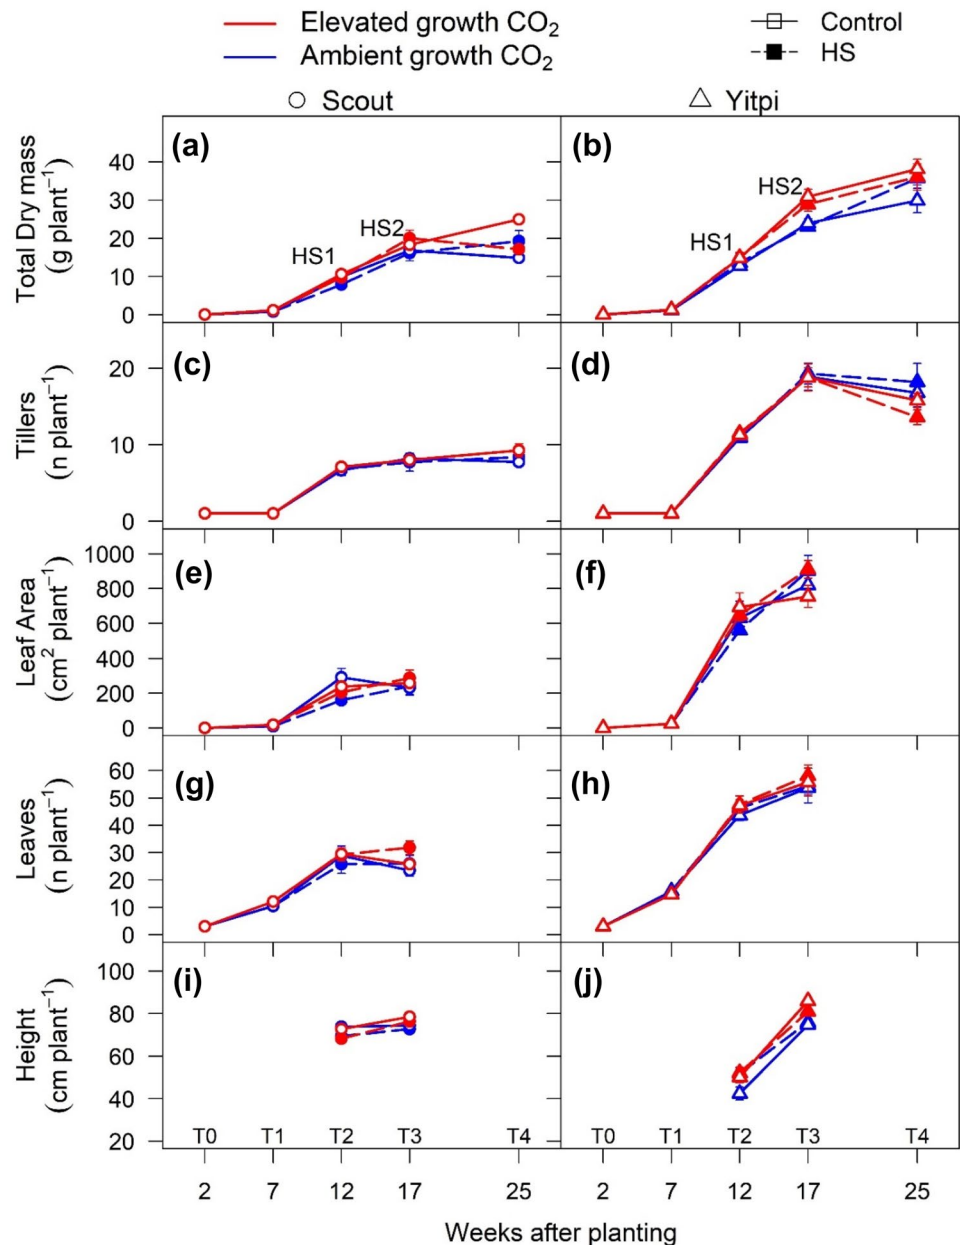 Elevated growth CO₂
Ambient growth CO₂
Control
HS
Scout
Yitpi
Total Dry mass
(g plant⁻¹)
40
30
20
10
0
(a)
HS1
HS2
(b)
HS1
HS2
Tillers
(n plant⁻¹)
20
10
0
(c)
(d)
Leaf Area
(cm² plant⁻¹)
1000
800
600
400
200
0
(e)
(f)
Leaves
(n plant⁻¹)
60
50
40
30
20
10
0
(g)
(h)
Height
(cm plant⁻¹)
100
80
60
40
20
(i)
(j)
T0 T1 T2 T3 T4
T0 T1 T2 T3 T4
2 7 12 17 25
2 7 12 17 25
Weeks after planting